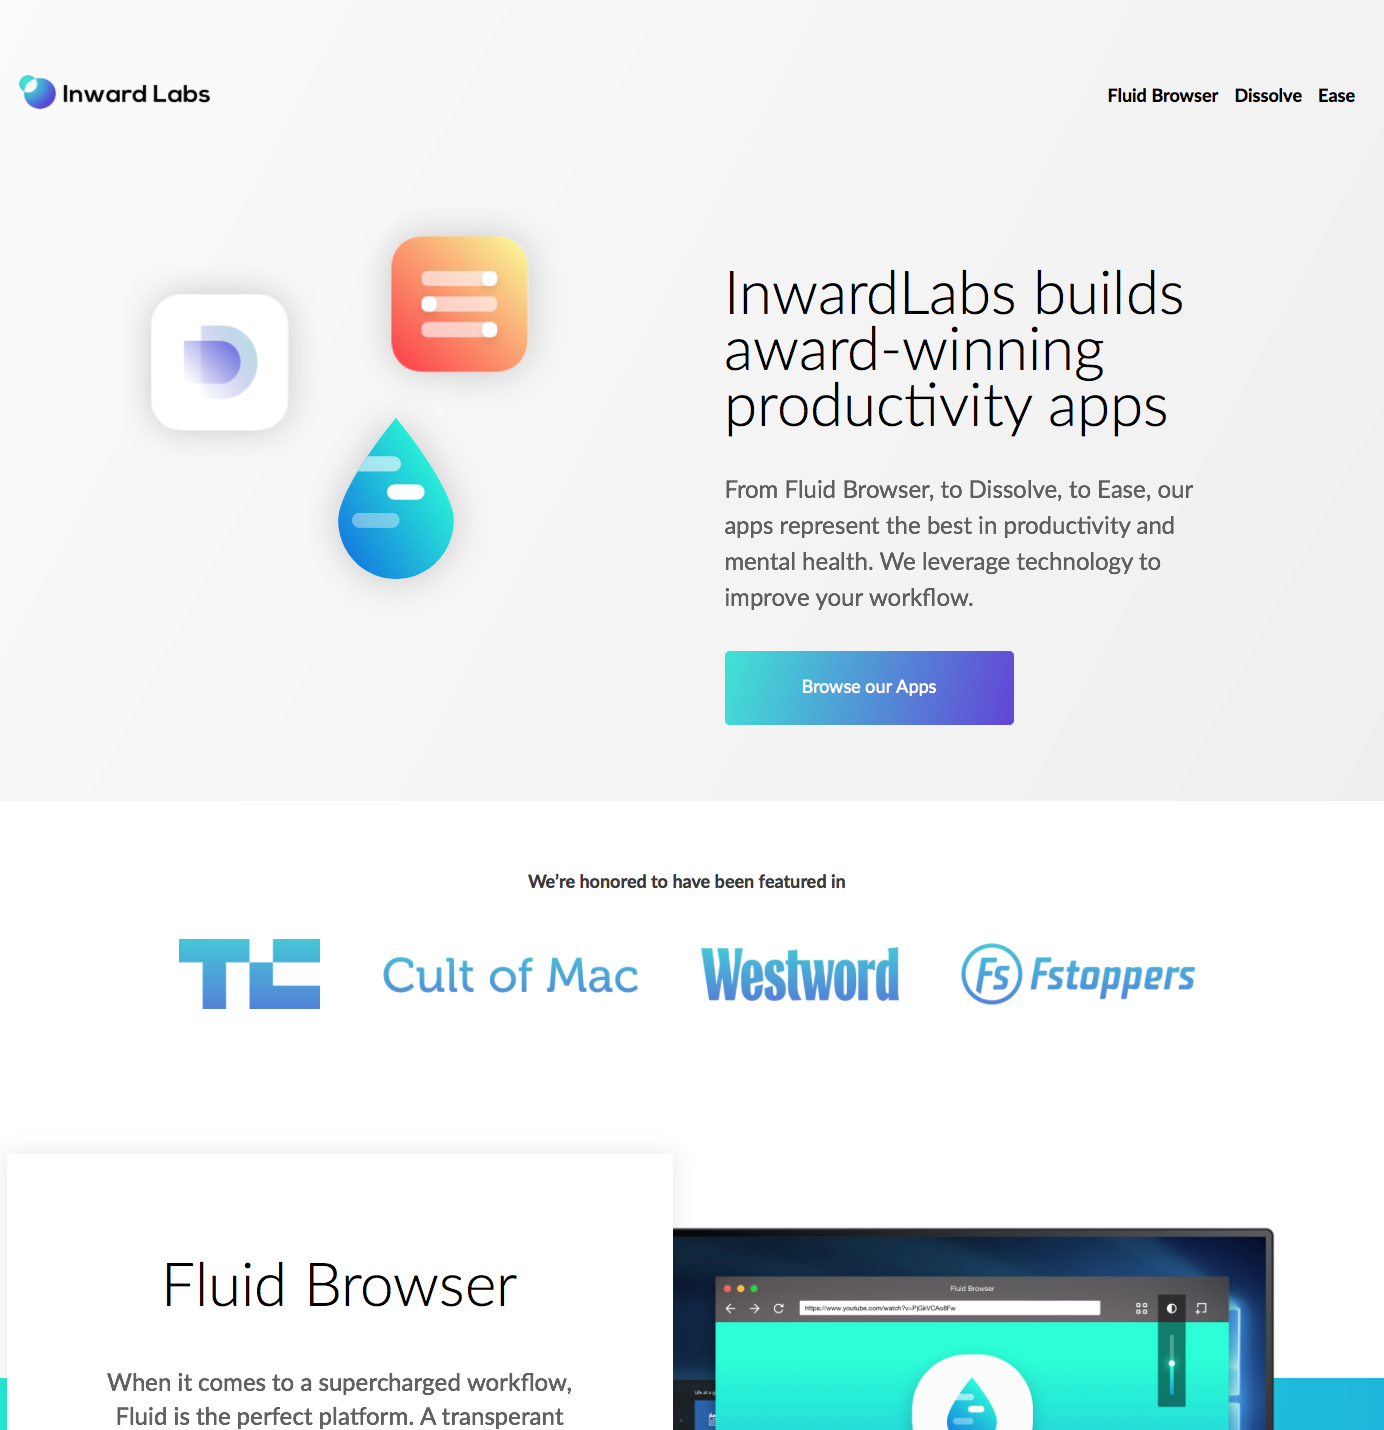 Inward Labs
Fluid Browser Dissolve Ease
D
InwardLabs builds
award-winning
productivity apps
From Fluid Browser, to Dissolve, to Ease, our
apps represent the best in productivity and
mental health. We leverage technology to
improve your workflow.
Browse our Apps
We're honored to have been featured in
TC
Cult of Mac
Westword
Fs Fstoppers
Fluid Browser
When it comes to a supercharged workflow,
Fluid is the perfect platform. A transperant
Fluid Browser
https://www.youtube.com/watch?v=PjGkVCAo8Fw
Life at a g